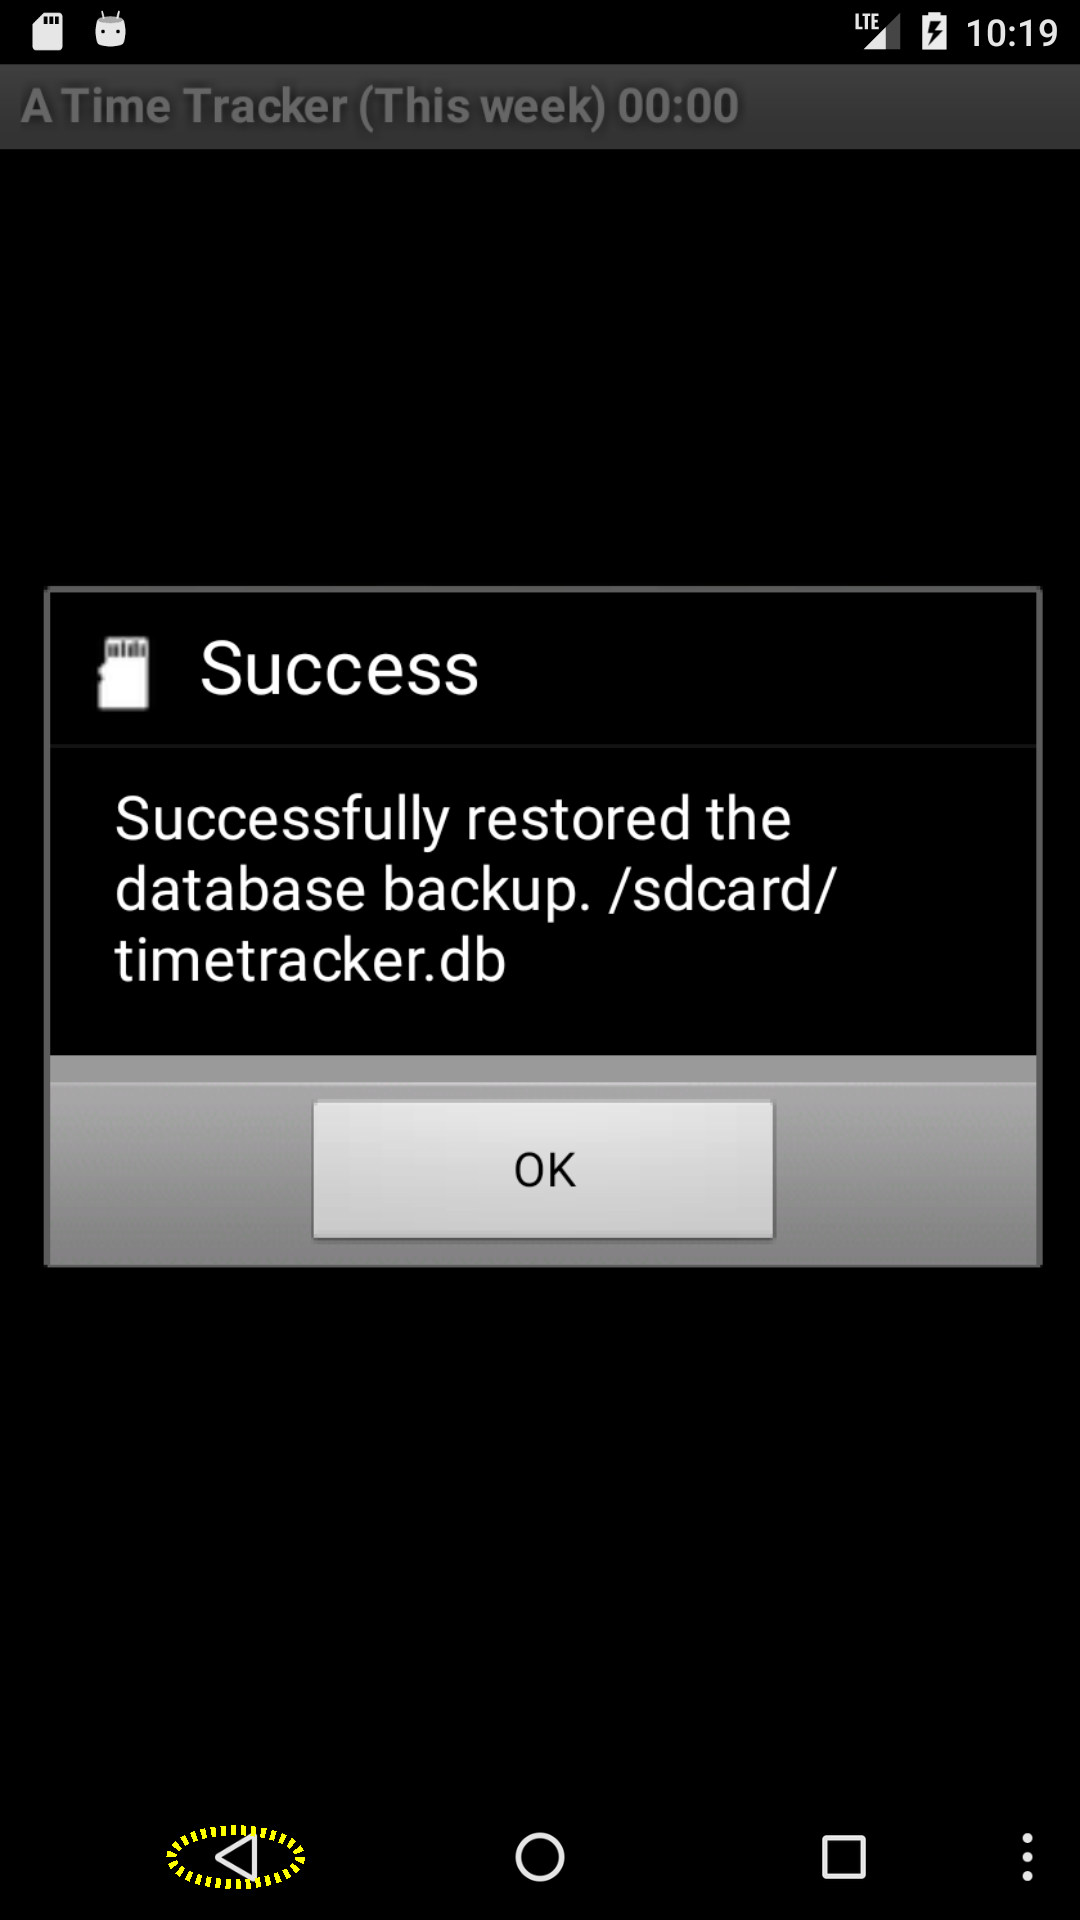 LTE 10:19
A Time Tracker (This week) 00:00
Success
Successfully restored the
database backup. /sdcard/
timetracker.db
OK